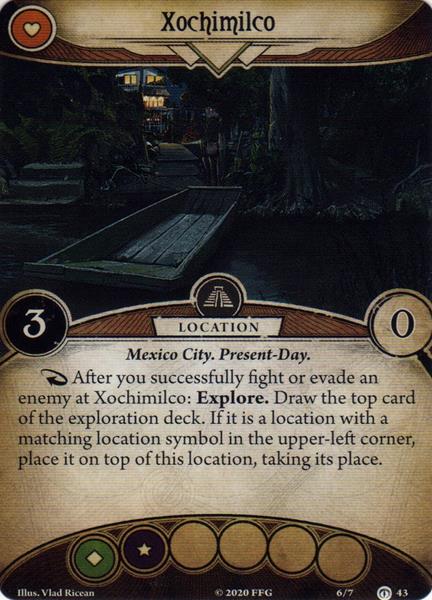 Xochimilco
3
LOCATION
0
Mexico City. Present-Day.
After you successfully fight or evade an
enemy at Xochimilco: Explore. Draw the top card
of the exploration deck. If it is a location with a
matching location symbol in the upper-left corner,
place it on top of this location, taking its place.
Illus. Vlad Ricean
© 2020 FFG
6/7
43